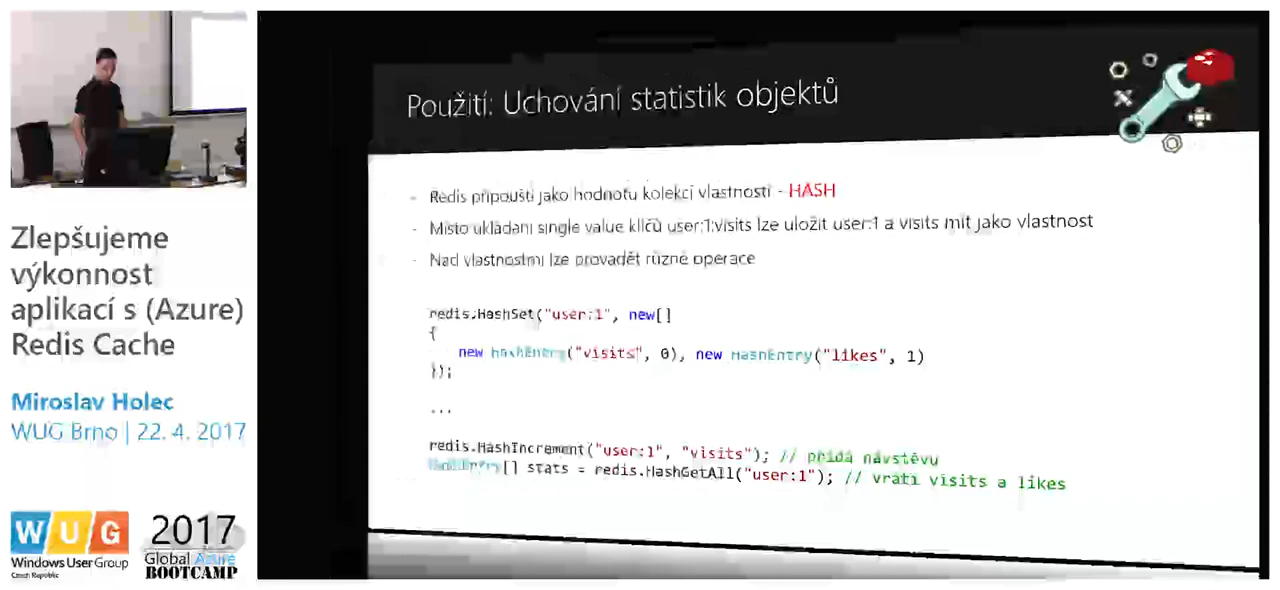 Zlepšujeme
výkonnost
aplikací s (Azure)
Redis Cache
Miroslav Holec
WUG Brno | 22. 4. 2017
W U G
Windows User Group
Czech Republic
2017
Global Azure
BOOTCAMP
Použití: Uchování statistik objektů
- Redis připouští jako hodnotu kolekci vlastností - HASH
- Místo ukládání single value klíčů user:1:visits lze uložit user:1 a visits mít jako vlastnost
- Nad vlastnostmi lze provádět různé operace
redis.HashSet("user:1", new[]
{
new HashEntry("visits", 0), new HashEntry("likes", 1)
});
...
redis.HashIncrement("user:1", "visits"); // přidá návštěvu
HashEntry[] stats = redis.HashGetAll("user:1"); // vrátí visits a likes